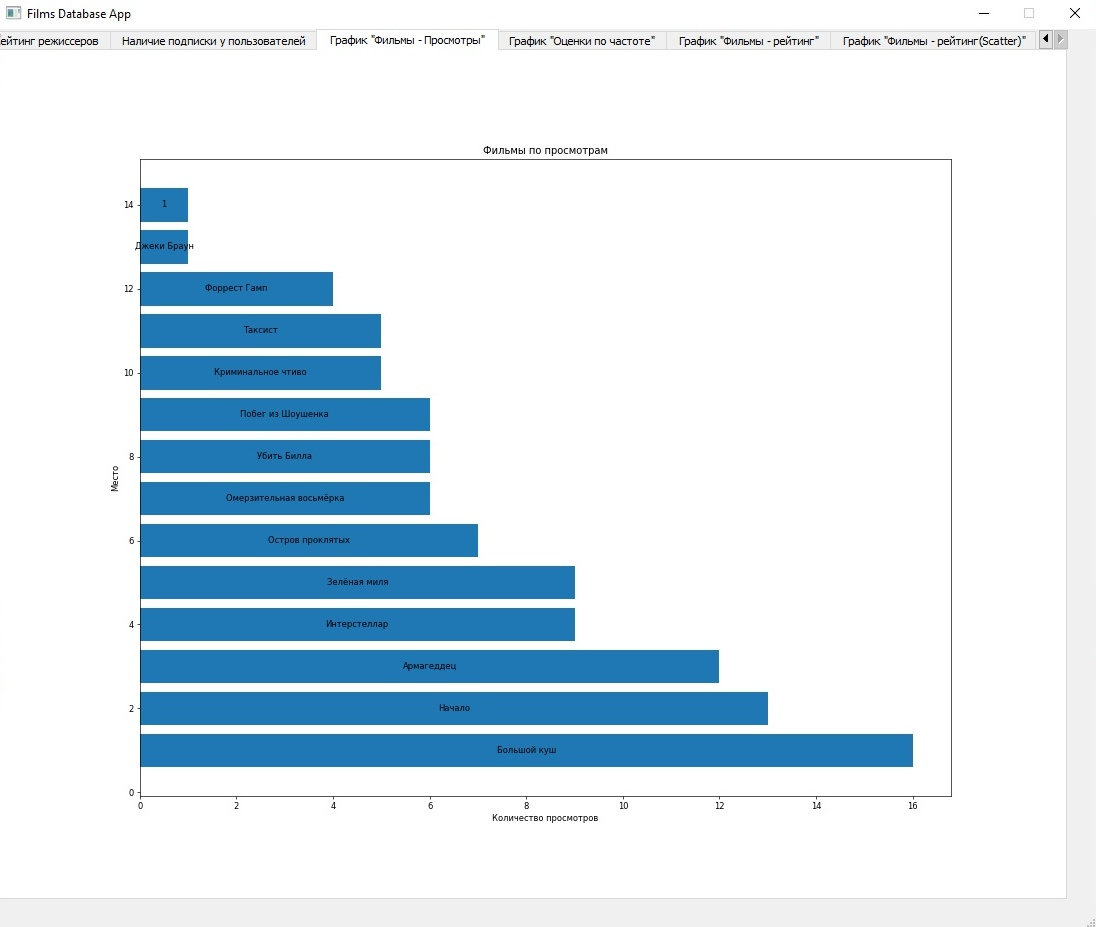 Films Database App
ейтинг режиссеров
Наличие подписки у пользователей
График "Фильмы - Просмотры"
График "Оценки по частоте"
График "Фильмы - рейтинг"
График "Фильмы - рейтинг(Scatter)"
Фильмы по просмотрам
14
1
Джеки Браун
12
Форрест Гамп
Таксист
10
Криминальное чтиво
Побег из Шоушенка
8
Убить Билла
Место
Омерзительная восьмёрка
6
Остров проклятых
Зелёная миля
4
Интерстеллар
Армагеддец
2
Начало
Большой куш
0
0 2 4 6 8 10 12 14 16
Количество просмотров